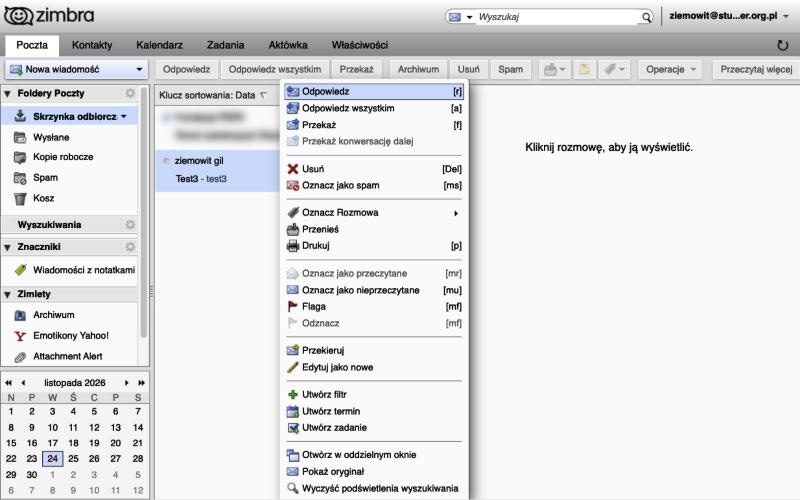 zimbra
Wyszukaj
ziemowit@stu...er.org.pl
Poczta Kontakty Kalendarz Zadania Aktówka Właściwości
Nowa wiadomość Odpowiedz Odpowiedz wszystkim Przekaż Archiwum Usuń Spam Operacje Przeczytaj więcej
Foldery Poczty
Skrzynka odbiorcz
Wysłane
Kopie robocze
Spam
Kosz
Wyszukiwania
Znaczniki
Wiadomości z notatkami
Zimlety
Archiwum
Emotikony Yahoo!
Attachment Alert
listopada 2026
N P W Ś C P S
1 2 3 4 5 6 7
8 9 10 11 12 13 14
15 16 17 18 19 20 21
22 23 24 25 26 27 28
29 30 1 2 3 4 5
6 7 8 9 10 11 12
Klucz sortowania: Data
ziemowit gil
Test3 - test3
Odpowiedz [r]
Odpowiedz wszystkim [a]
Przekaż [f]
Przekaż konwersację dalej
Usuń [Del]
Oznacz jako spam [ms]
Oznacz Rozmowa
Przenieś
Drukuj [p]
Oznacz jako przeczytane [mr]
Oznacz jako nieprzeczytane [mu]
Flaga [mf]
Odznacz [mf]
Przekieruj
Edytuj jako nowe
Utwórz filtr
Utwórz termin
Utwórz zadanie
Otwórz w oddzielnym oknie
Pokaż oryginał
Wyczyść podświetlenia wyszukiwania
Kliknij rozmowę, aby ją wyświetlić.